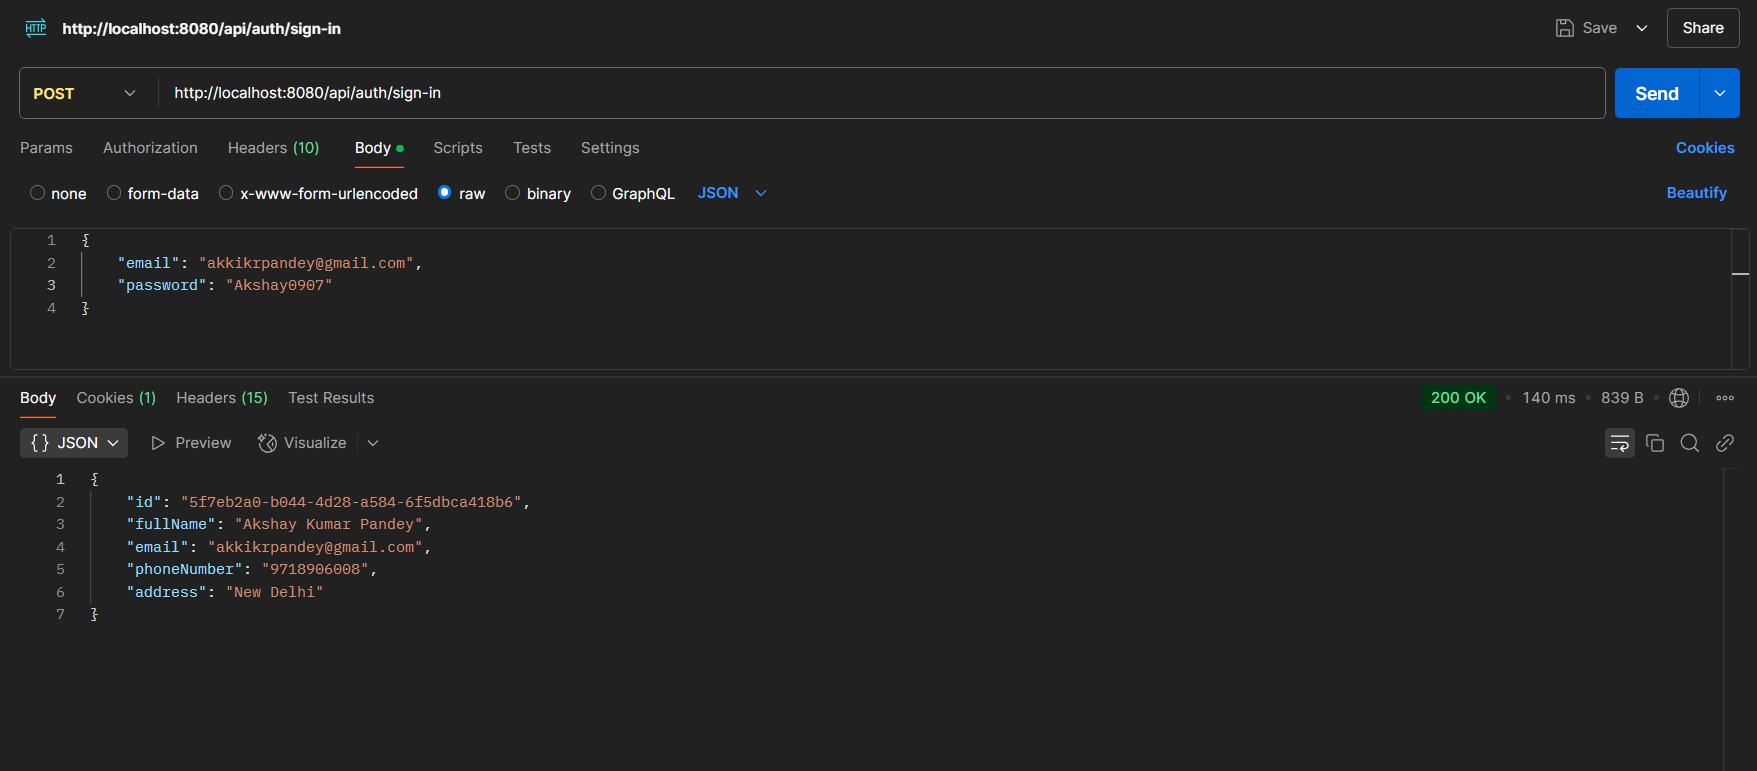 HTTP http://localhost:8080/api/auth/sign-in Save Share
POST http://localhost:8080/api/auth/sign-in Send
Params Authorization Headers (10) Body Scripts Tests Settings Cookies
none form-data x-www-form-urlencoded raw binary GraphQL JSON Beautify
1 {
2 "email": "akkikrpandey@gmail.com",
3 "password": "Akshay0907"
4 }
Body Cookies (1) Headers (15) Test Results 200 OK • 140 ms • 839 B •
{} JSON Preview Visualize
1 {
2 "id": "5f7eb2a0-b044-4d28-a584-6f5dbca418b6",
3 "fullName": "Akshay Kumar Pandey",
4 "email": "akkikrpandey@gmail.com",
5 "phoneNumber": "9718906008",
6 "address": "New Delhi"
7 }